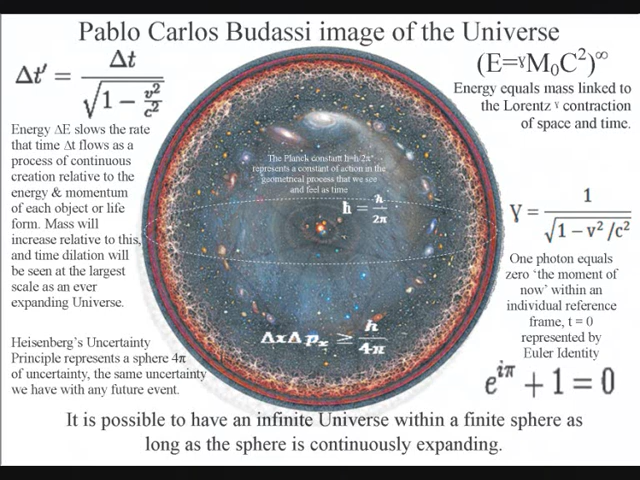 Pablo Carlos Budassi image of the Universe
Δt′ = Δt / √(1 − v²/c²)
Energy ΔE slows the rate
that time Δt flows as a
process of continuous
creation relative to the
energy & momentum
of each object or life
form. Mass will
increase relative to this,
and time dilation will
be seen at the largest
scale as an ever
expanding Universe.
Heisenberg's Uncertainty
Principle represents a sphere 4π
of uncertainty, the same uncertainty
we have with any future event.
The Planck constant ħ=h/2π
represents a constant of action in the
geometrical process that we see
and feel as time
ħ = h / 2π
ΔxΔpₓ ≥ h / 4π
(E=ᵞM₀C²)^∞
Energy equals mass linked to
the Lorentz ᵞ contraction
of space and time.
γ = 1 / √(1 − v²/c²)
One photon equals
zero ‘the moment of
now’ within an
individual reference
frame, t = 0
represented by
Euler Identity
e^(iπ) + 1 = 0
It is possible to have an infinite Universe within a finite sphere as
long as the sphere is continuously expanding.